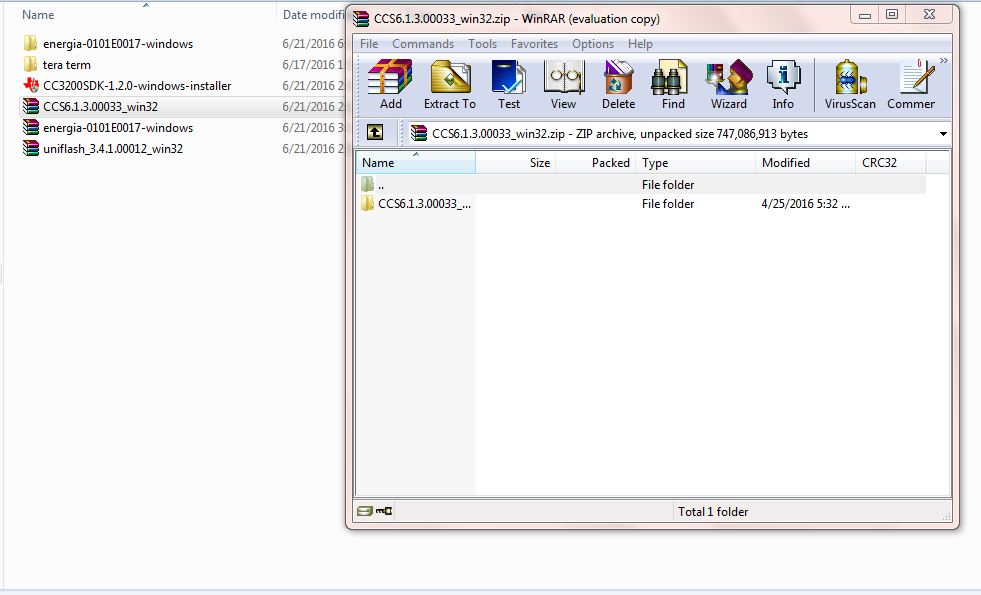 Name Date modifi
energia-0101E0017-windows 6/21/2016 6:
tera term 6/17/2016 1:
CC3200SDK-1.2.0-windows-installer 6/21/2016 2:
CCS6.1.3.00033_win32 6/21/2016 2:
energia-0101E0017-windows 6/21/2016 3:
uniflash_3.4.1.00012_win32 6/21/2016 2:
CCS6.1.3.00033_win32.zip - WinRAR (evaluation copy)
File Commands Tools Favorites Options Help
Add Extract To Test View Delete Find Wizard Info VirusScan Commer
CCS6.1.3.00033_win32.zip - ZIP archive, unpacked size 747,086,913 bytes
Name Size Packed Type Modified CRC32
.. File folder
CCS6.1.3.00033_... File folder 4/25/2016 5:32 ...
Total 1 folder